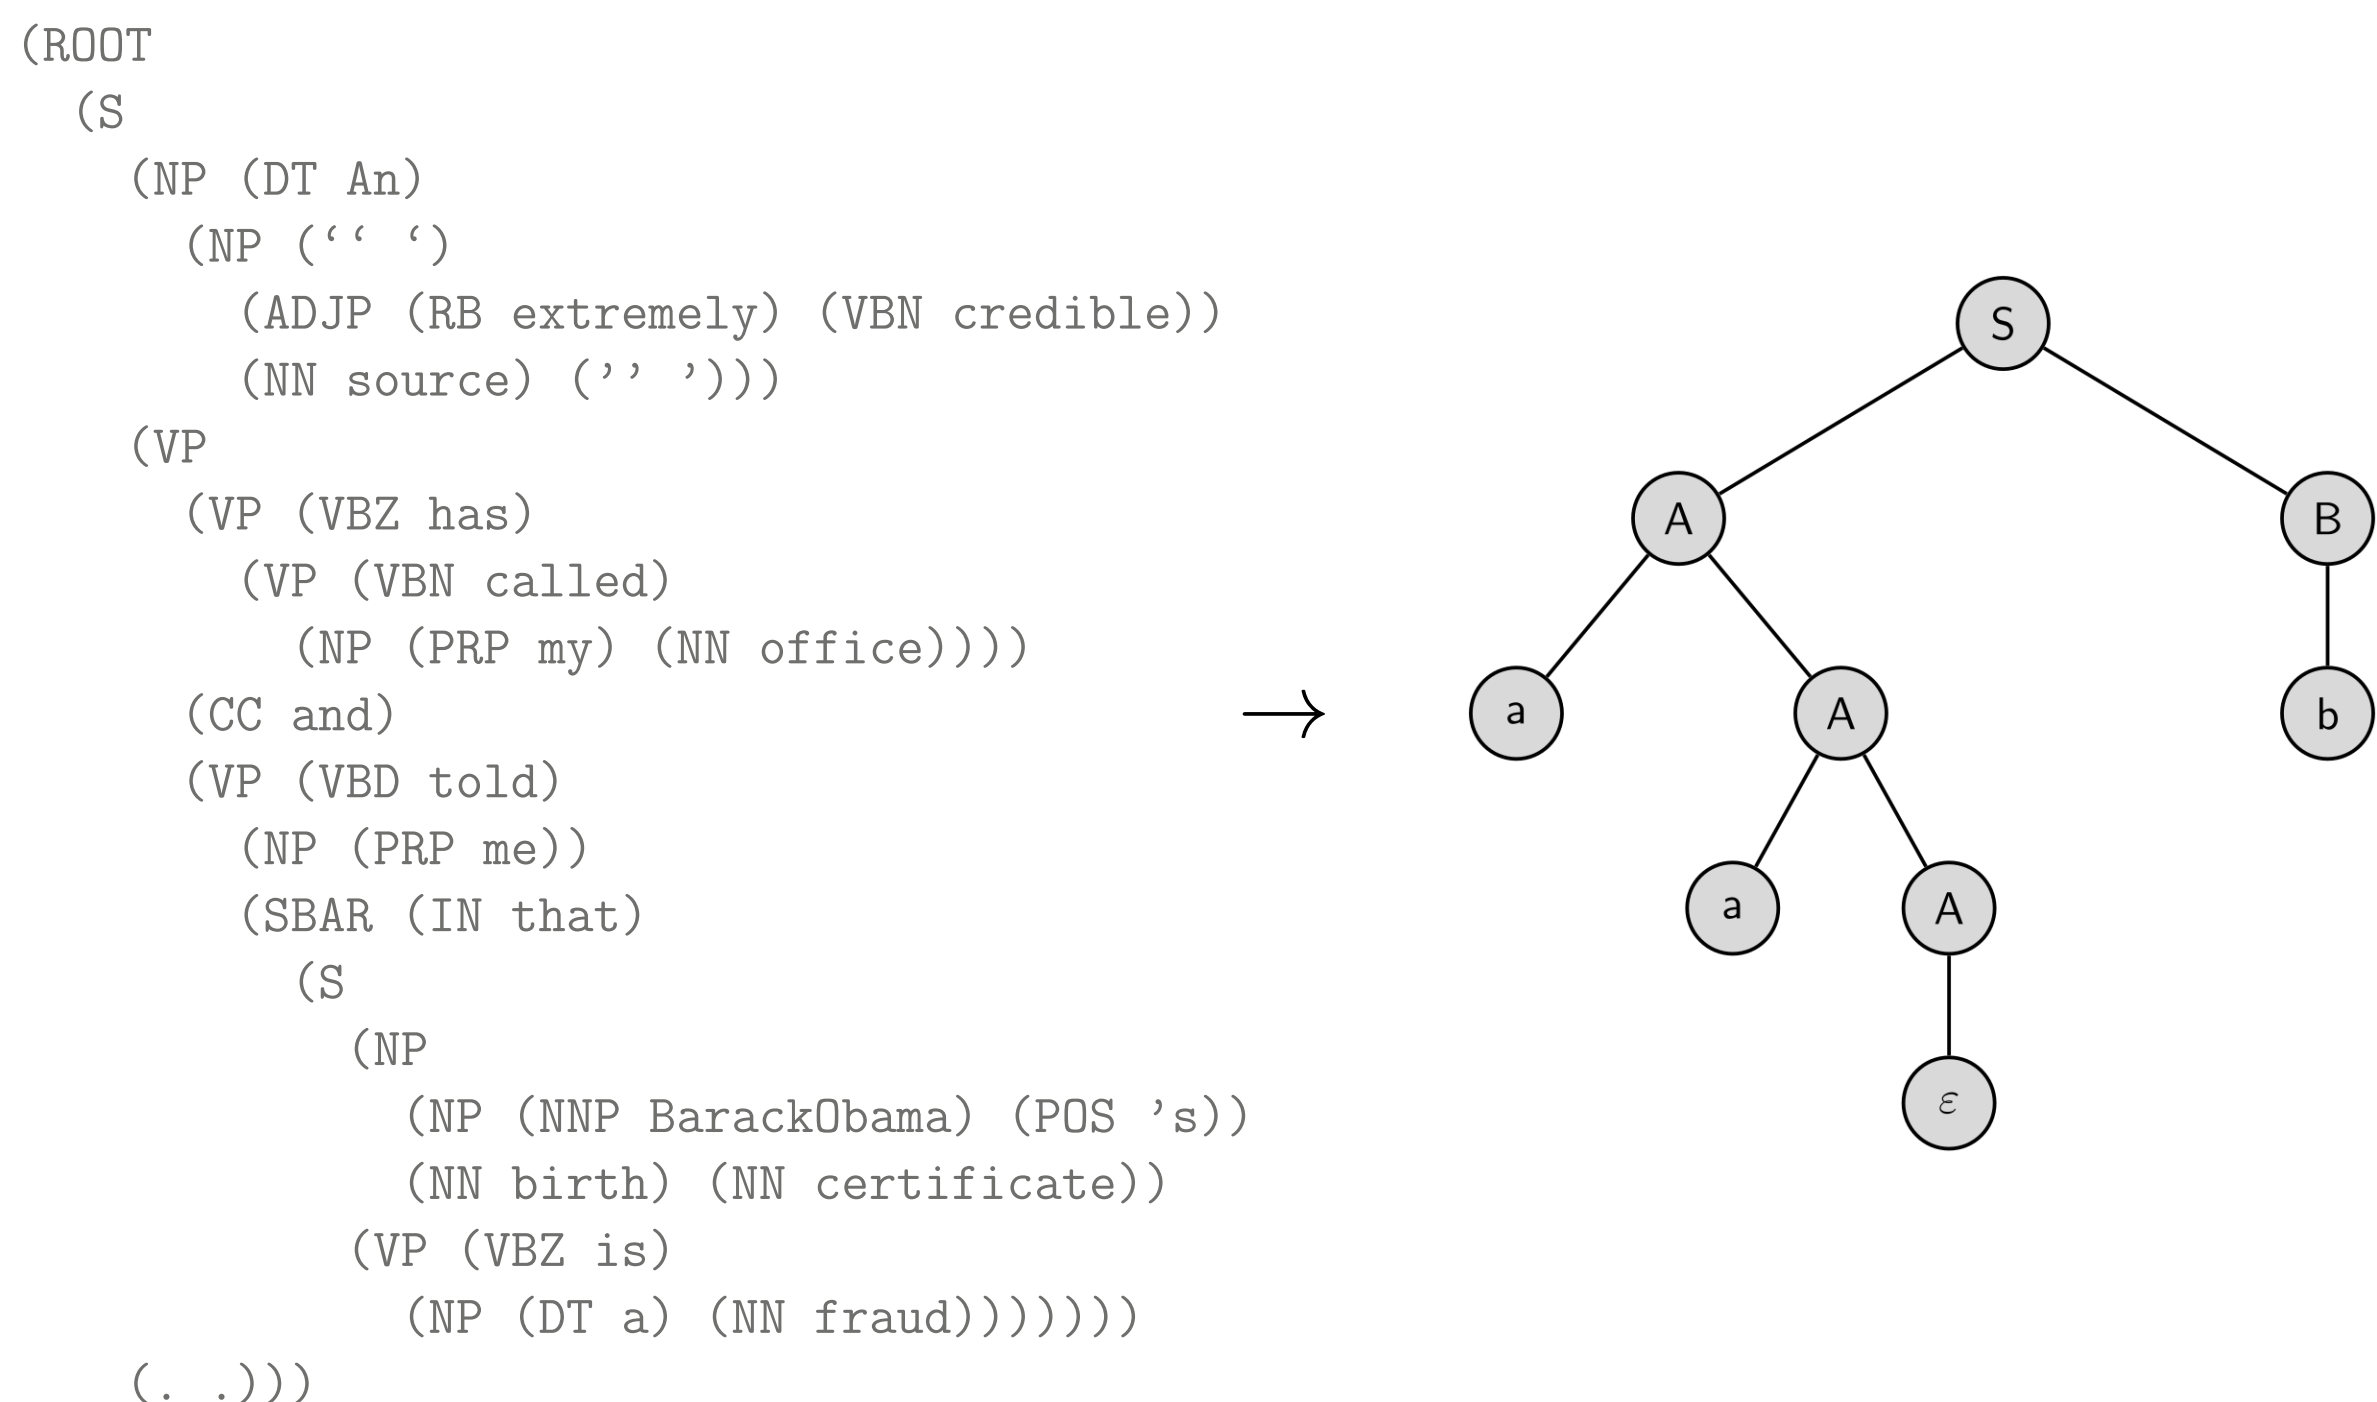 (ROOT
(S
(NP (DT An)
(NP (‘‘ ‘)
(ADJP (RB extremely) (VBN credible))
(NN source) (’’ ’)))
(VP
(VP (VBZ has)
(VP (VBN called)
(NP (PRP my) (NN office))))
(CC and)
(VP (VBD told)
(NP (PRP me))
(SBAR (IN that)
(S
(NP
(NP (NNP BarackObama) (POS ’s))
(NN birth) (NN certificate))
(VP (VBZ is)
(NP (DT a) (NN fraud)))))))
(. .)))
→
S
A B
a A b
a A
ε